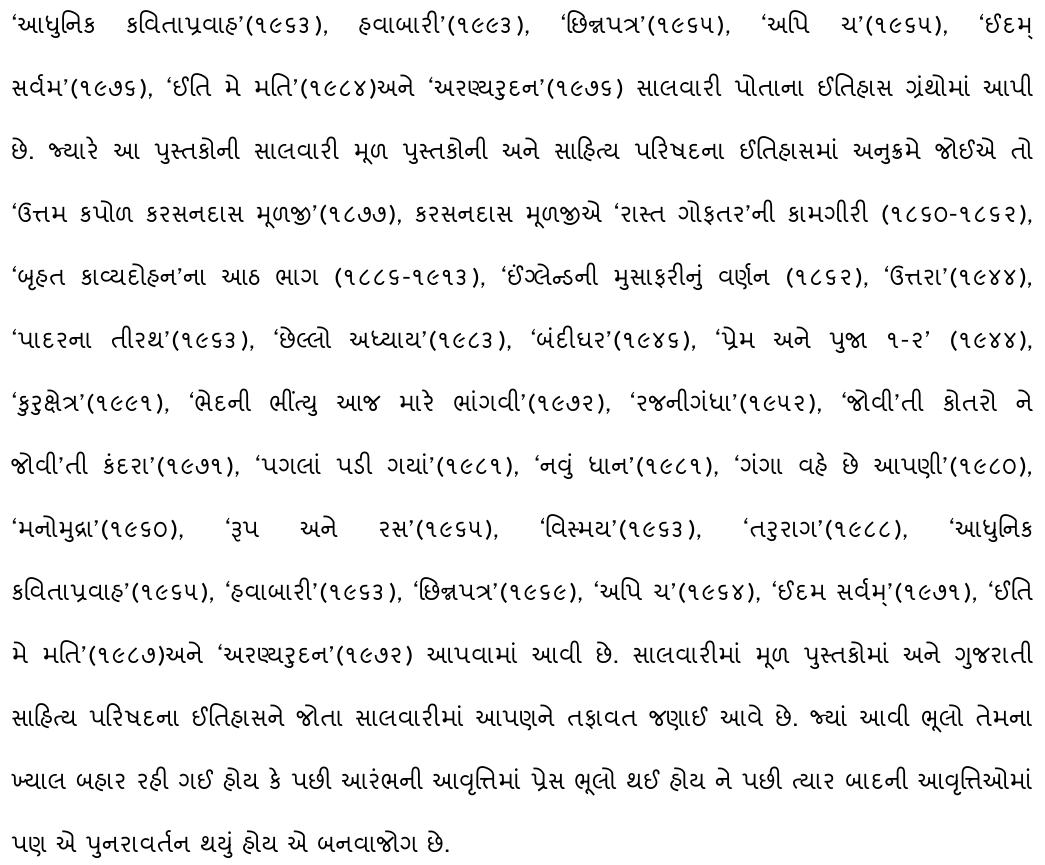 ‘આધુનિક કવિતાપ્રવાહ’(૧૯૬૩), હવાબારી’(૧૯૯૩), ‘છિન્નપત્ર’(૧૯૬૫), ‘અપિ ચ’(૧૯૬૫), ‘ઈદમ્
સર્વમ’(૧૯૭૬), ‘ઈતિ મે મતિ’(૧૯૮૪)અને ‘અરણ્યરુદન’(૧૯૭૬) સાલવારી પોતાના ઈતિહાસ ગ્રંથોમાં આપી
છે. જ્યારે આ પુસ્તકોની સાલવારી મૂળ પુસ્તકોની અને સાહિત્ય પરિષદના ઈતિહાસમાં અનુક્રમે જોઈએ તો
‘ઉત્તમ કપોળ કરસનદાસ મૂળજી’(૧૮૭૭), કરસનદાસ મૂળજીએ ‘રાસ્ત ગોફતર’ની કામગીરી (૧૮૬૦-૧૮૬૨),
‘બૃહત કાવ્યદોહન’ના આઠ ભાગ (૧૮૮૬-૧૯૧૩), ‘ઈંગ્લેન્ડની મુસાફરીનું વર્ણન (૧૮૬૨), ‘ઉત્તરા’(૧૯૪૪),
‘પાદરના તીરથ’(૧૯૬૩), ‘છેલ્લો અધ્યાય’(૧૯૮૩), ‘બંદીઘર’(૧૯૪૬), ‘પ્રેમ અને પુજા ૧-૨’ (૧૯૪૪),
‘કુરુક્ષેત્ર’(૧૯૯૧), ‘ભેદની ભીંત્યુ આજ મારે ભાંગવી’(૧૯૭૨), ‘રજનીગંધા’(૧૯૫૨), ‘જોવી’તી કોતરો ને
જોવી’તી કંદરા’(૧૯૭૧), ‘પગલાં પડી ગયાં’(૧૯૮૧), ‘નવું ધાન’(૧૯૮૧), ‘ગંગા વહે છે આપણી’(૧૯૮૦),
‘મનોમુદ્રા’(૧૯૬૦), ‘રૂપ અને રસ’(૧૯૬૫), ‘વિસ્મય’(૧૯૬૩), ‘તરુરાગ’(૧૯૮૮), ‘આધુનિક
કવિતાપ્રવાહ’(૧૯૬૫), ‘હવાબારી’(૧૯૬૩), ‘છિન્નપત્ર’(૧૯૬૯), ‘અપિ ચ’(૧૯૬૪), ‘ઈદમ સર્વમ્’(૧૯૭૧), ‘ઈતિ
મે મતિ’(૧૯૮૭)અને ‘અરણ્યરુદન’(૧૯૭૨) આપવામાં આવી છે. સાલવારીમાં મૂળ પુસ્તકોમાં અને ગુજરાતી
સાહિત્ય પરિષદના ઈતિહાસને જોતા સાલવારીમાં આપણને તફાવત જણાઈ આવે છે. જ્યાં આવી ભૂલો તેમના
ખ્યાલ બહાર રહી ગઈ હોય કે પછી આરંભની આવૃત્તિમાં પ્રેસ ભૂલો થઈ હોય ને પછી ત્યાર બાદની આવૃત્તિઓમાં
પણ એ પુનરાવર્તન થયું હોય એ બનવાજોગ છે.